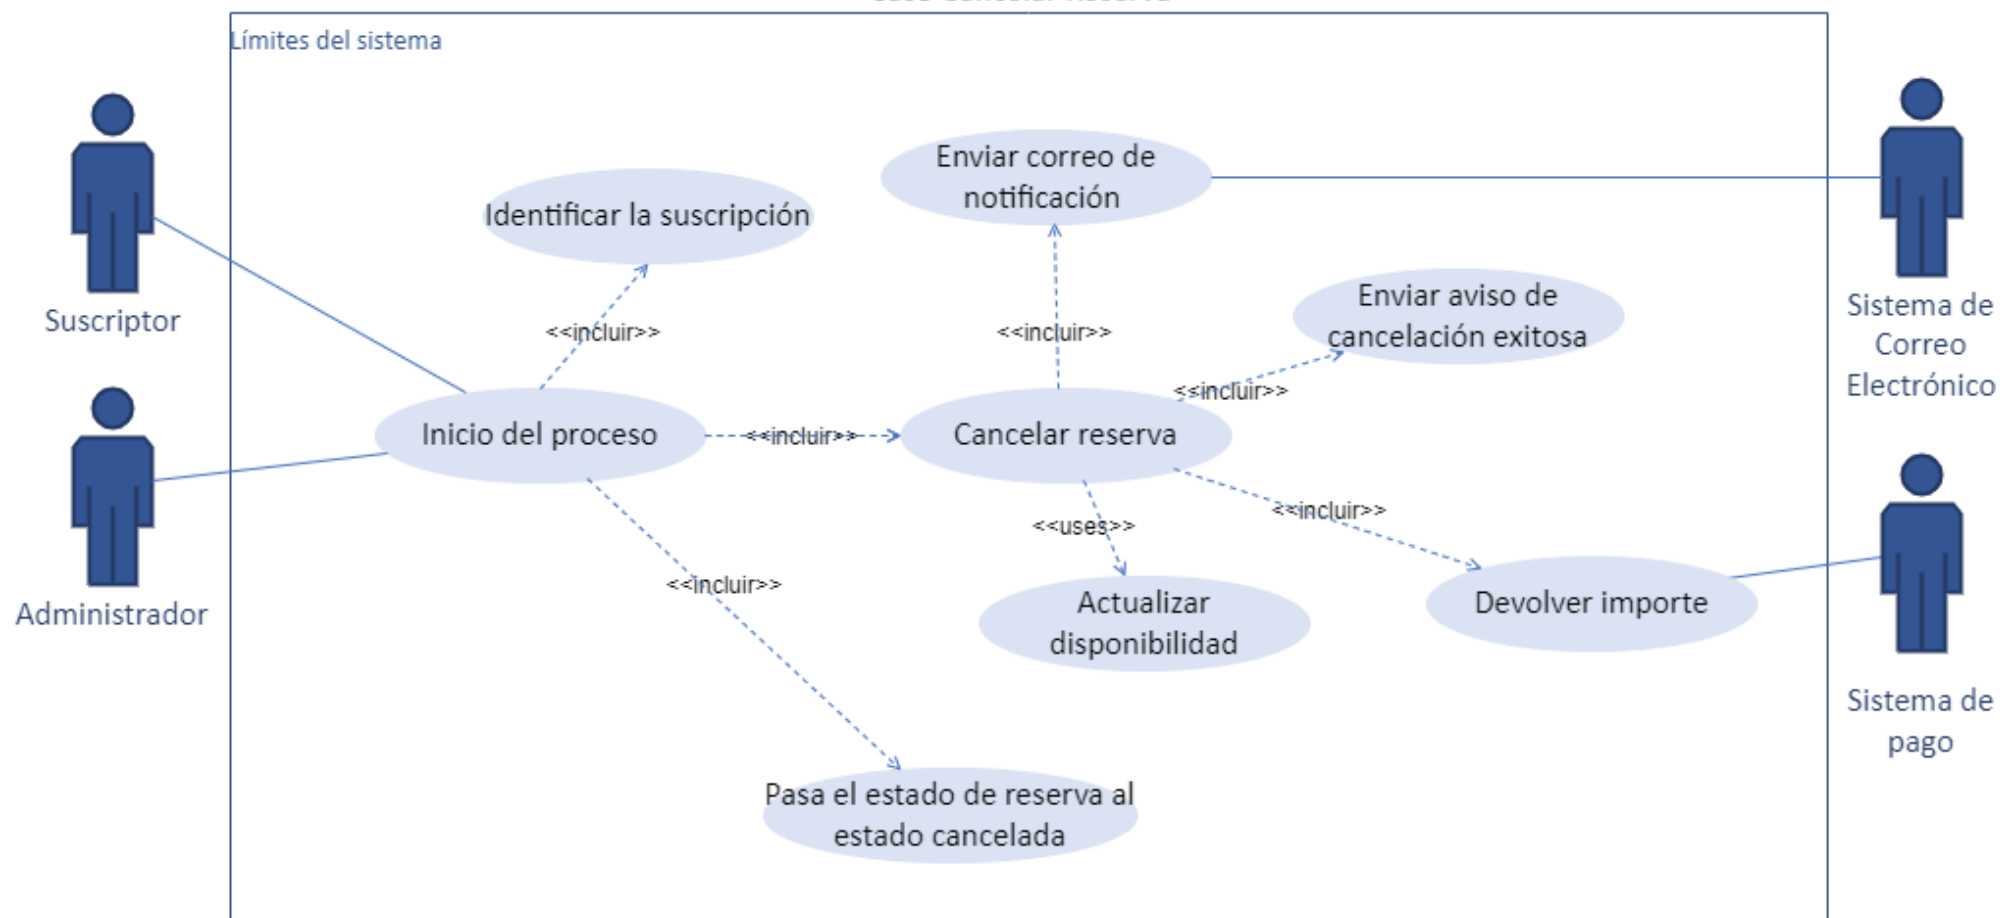 Límites del sistema
Enviar correo de
notificación
Identificar la suscripción
Enviar aviso de
cancelación exitosa
Suscriptor
Sistema de
Correo
Electrónico
<<incluir>>
<<incluir>>
<<incluir>>
Inicio del proceso
<<incluir>>
Cancelar reserva
<<incluir>>
<<uses>>
<<incluir>>
Administrador
Actualizar
disponibilidad
Devolver importe
Sistema de
pago
Pasa el estado de reserva al
estado cancelada